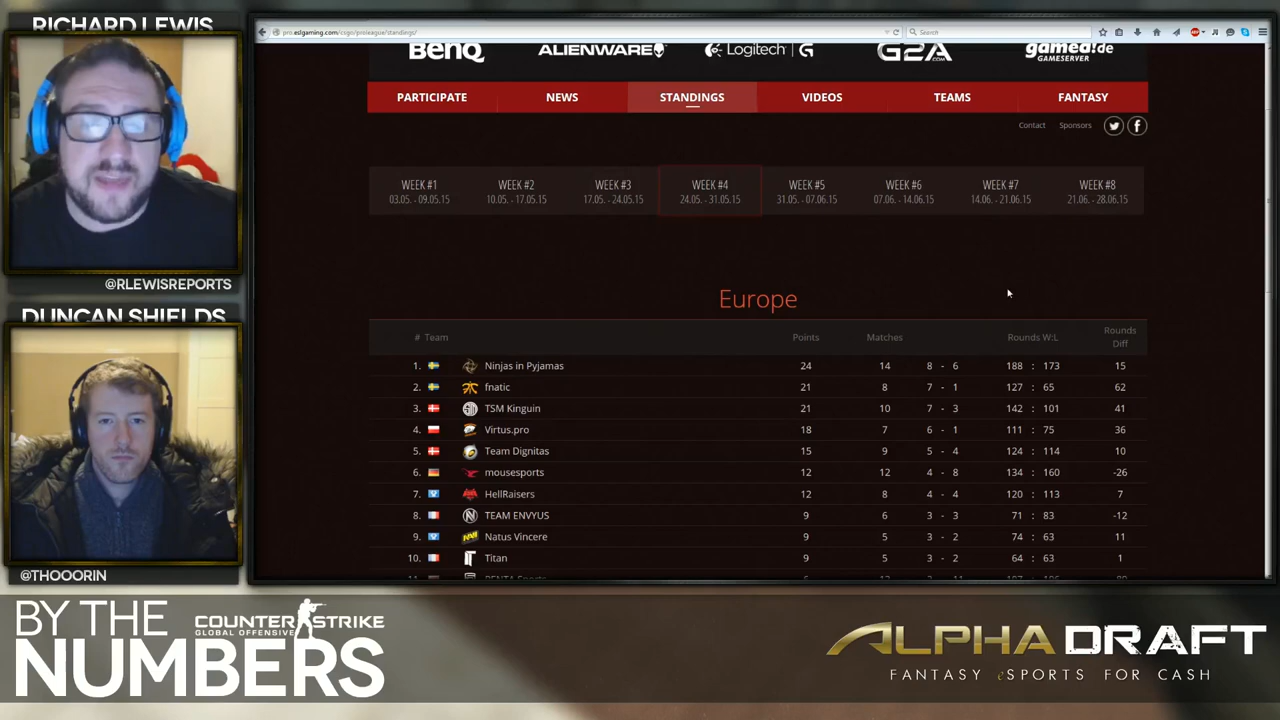 RICHARD LEWIS
@RLEWISREPORTS
DUNCAN SHIELDS
@THOOORIN
pro.eslgaming.com/csgo/proleague/standings/
Search
BenQ ALIENWARE Logitech G G2A.COM gamed!de GAMESERVER
PARTICIPATE NEWS STANDINGS VIDEOS TEAMS FANTASY
Contact Sponsors
WEEK #1 WEEK #2 WEEK #3 WEEK #4 WEEK #5 WEEK #6 WEEK #7 WEEK #8
03.05. - 09.05.15 10.05. - 17.05.15 17.05. - 24.05.15 24.05. - 31.05.15 31.05. - 07.06.15 07.06. - 14.06.15 14.06. - 21.06.15 21.06. - 28.06.15
Europe
# Team Points Matches Rounds W:L Rounds Diff
1. Ninjas in Pyjamas 24 14 8 - 6 188 : 173 15
2. fnatic 21 8 7 - 1 127 : 65 62
3. TSM Kinguin 21 10 7 - 3 142 : 101 41
4. Virtus.pro 18 7 6 - 1 111 : 75 36
5. Team Dignitas 15 9 5 - 4 124 : 114 10
6. mousesports 12 12 4 - 8 134 : 160 -26
7. HellRaisers 12 8 4 - 4 120 : 113 7
8. TEAM ENVYUS 9 6 3 - 3 71 : 83 -12
9. Natus Vincere 9 5 3 - 2 74 : 63 11
10. Titan 9 5 3 - 2 64 : 63 1
BY THE
NUMBERS
COUNTER STRIKE
GLOBAL OFFENSIVE
ALPHADRAFT
FANTASY eSPORTS FOR CASH